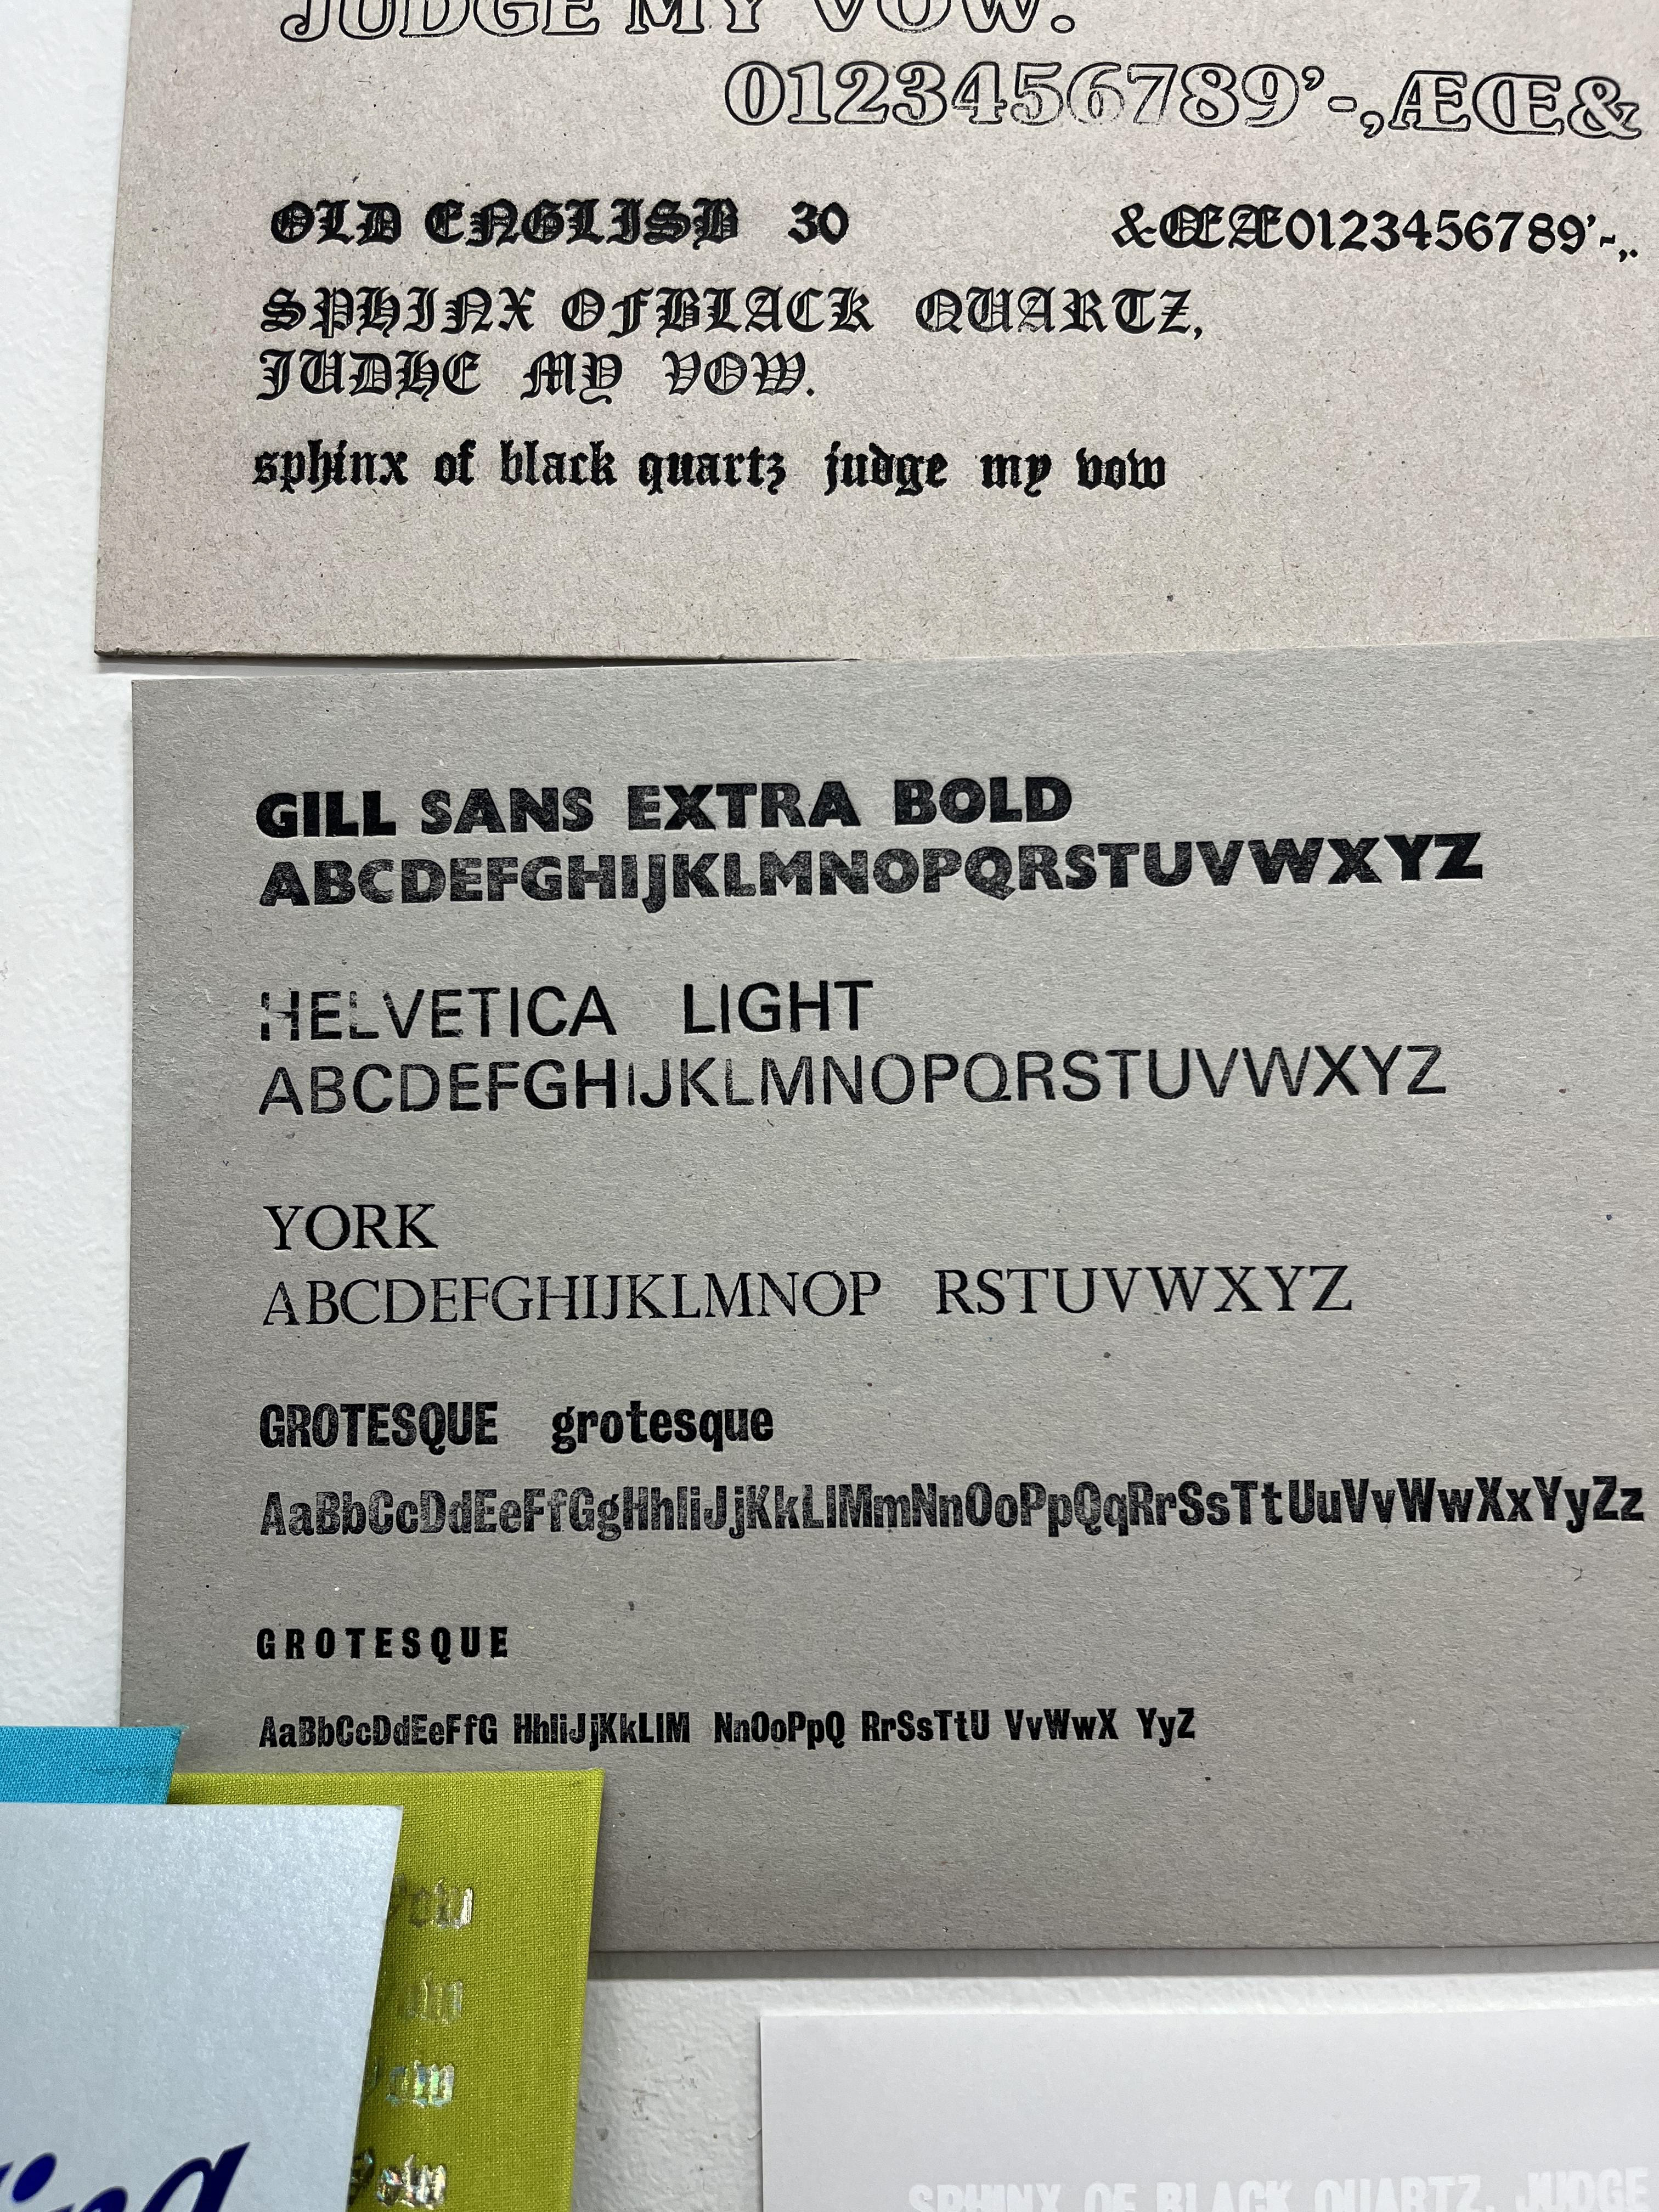 JUDGE MY VOW.
0123456789'-,ÆŒ&
OLD ENGLISB 30 &ŒÆ0123456789'-,.
SPHINX OFBLACK QUARTZ,
JUDHE MY VOW.
sphinx of black quartz judge my vow
GILL SANS EXTRA BOLD
ABCDEFGHIJKLMNOPQRSTUVWXYZ
HELVETICA LIGHT
ABCDEFGHIJKLMNOPQRSTUVWXYZ
YORK
ABCDEFGHIJKLMNOP RSTUVWXYZ
GROTESQUE grotesque
AaBbCcDdEeFfGgHhIiJjKkLlMmNnOoPpQqRrSsTtUuVvWwXxYyZz
GROTESQUE
AaBbCcDdEeFfG HhIiJjKkLlM NnOoPpQ RrSsTtU VvWwX YyZ
SPHINX OF BLACK QUARTZ, JUDGE